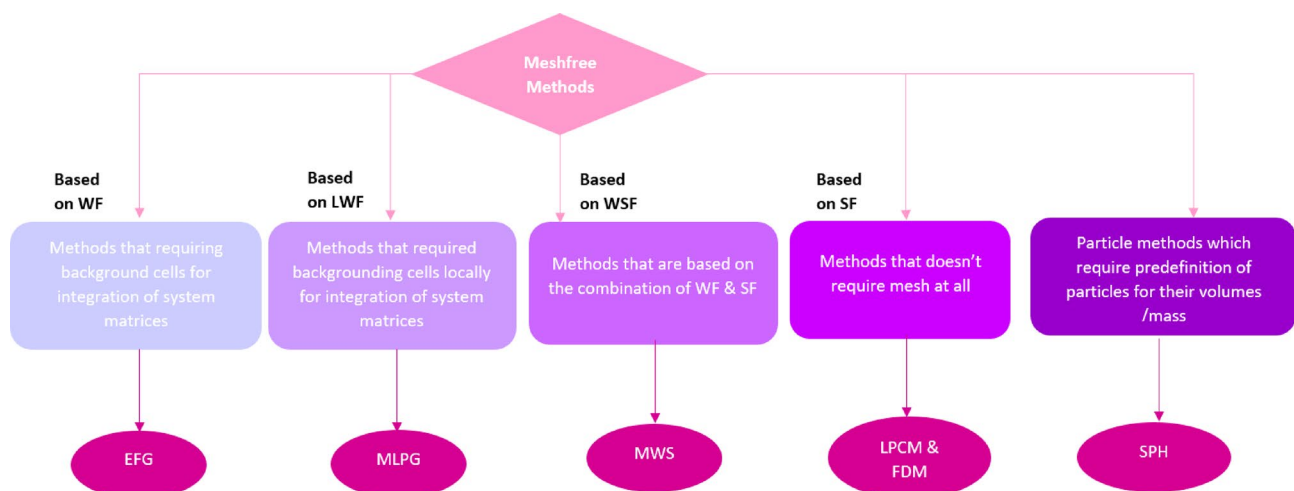 Meshfree
Methods
Based
on WF
Based
on LWF
Based
on WSF
Based
on SF
Methods that requiring
background cells for
integration of system
matrices
Methods that required
backgrounding cells locally
for integration of system
matrices
Methods that are based on
the combination of WF & SF
Methods that doesn't
require mesh at all
Particle methods which
require predefinition of
particles for their volumes
/mass
EFG
MLPG
MWS
LPCM &
FDM
SPH